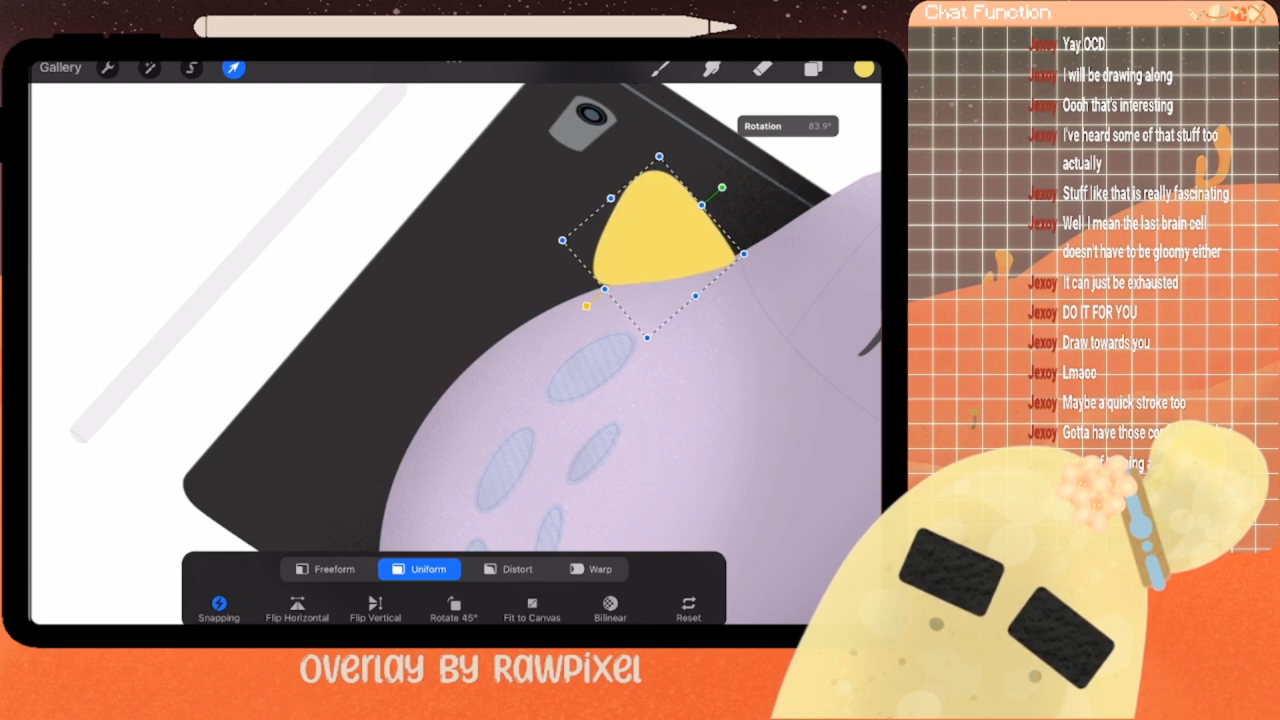 Chat Function
Gallery
Rotation 83.9°
Jexoy Yay OCD
Jexoy I will be drawing along
Jexoy Oooh that's interesting
Jexoy I've heard some of that stuff too
actually
Jexoy Stuff like that is really fascinating
Jexoy Well I mean the last brain cell
doesn't have to be gloomy either
Jexoy It can just be exhausted
Jexoy DO IT FOR YOU
Jexoy Draw towards you
Jexoy Lmaoo
Jexoy Maybe a quick stroke too
Jexoy Gotta have those
Freeform Uniform Distort Warp
Snapping Flip Horizontal Flip Vertical Rotate 45° Fit to Canvas Bilinear Reset
OVERLAY BY RAWPIXEL